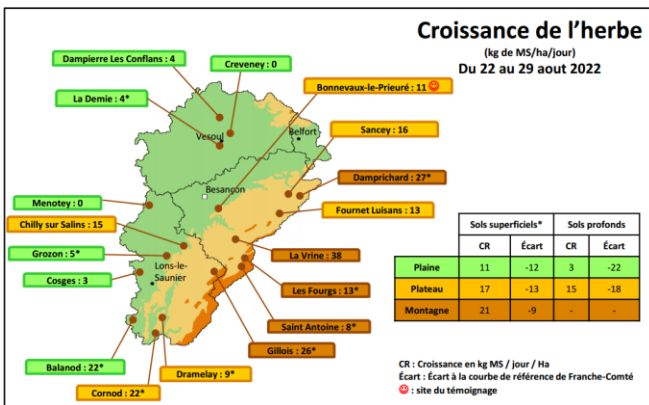 Croissance de l'herbe
(kg de MS/ha/jour)
Du 22 au 29 aout 2022
Dampierre Les Conflans : 4
Creveney : 0
Bonnevaux-le-Prieuré : 11
La Demie : 4*
Sancey : 16
Vesoul
Belfort
Damprichard : 27*
Besançon
Menotey : 0
Fournet Luisans : 13
Chilly sur Salins : 15
La Vrine : 38
Grozon : 5*
Lons-le-
Saunier
Cosges : 3
Les Fourgs : 13*
Saint Antoine : 8*
Gillois : 26*
Balanod : 22*
Dramelay : 9*
Cornod : 22*
Sols superficiels* Sols profonds
CR Écart CR Écart
Plaine 11 -12 3 -22
Plateau 17 -13 15 -18
Montagne 21 -9 - -
CR : Croissance en kg MS / jour / Ha
Écart : Écart à la courbe de référence de Franche-Comté
: site du témoignage